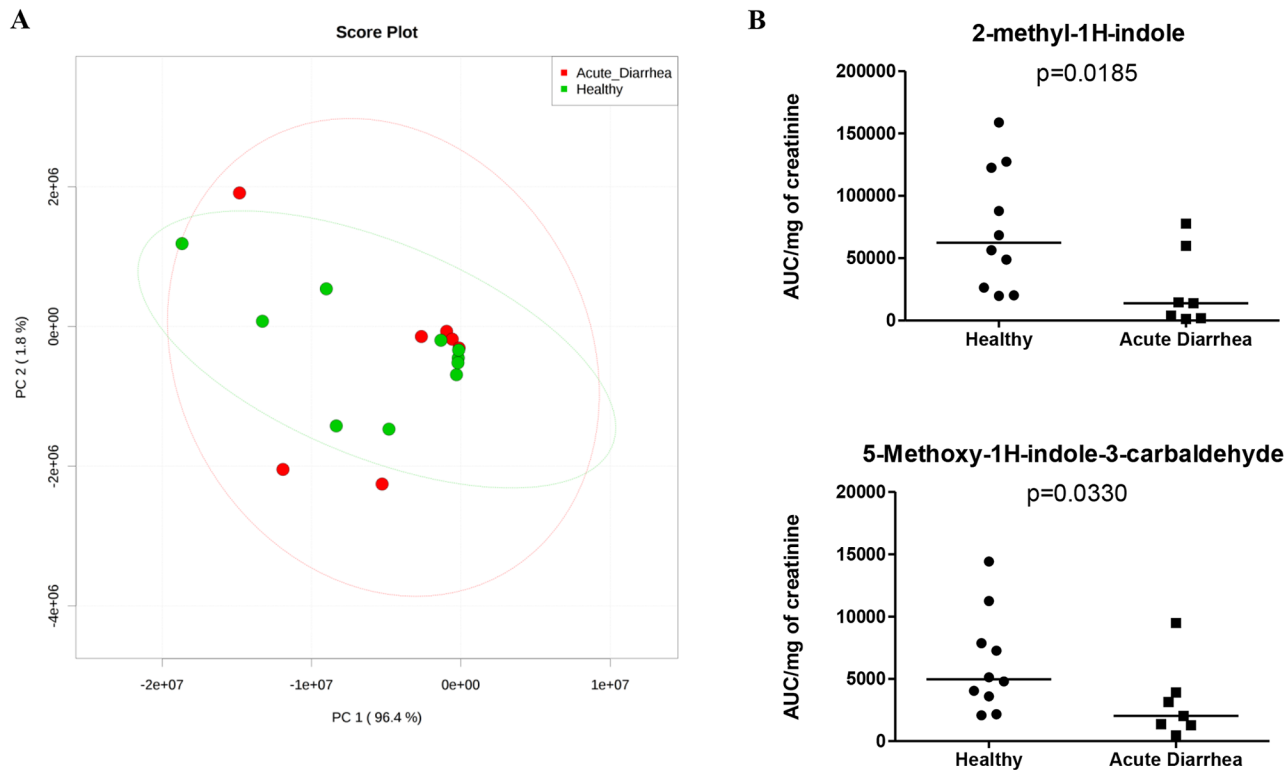 A
Score Plot
Acute_Diarrhea
Healthy
2e+06
0e+00
-2e+06
-4e+06
PC 2 ( 1.8 %)
-2e+07
-1e+07
0e+00
1e+07
PC 1 ( 96.4 %)
B
2-methyl-1H-indole
p=0.0185
200000
150000
100000
50000
0
AUC/mg of creatinine
Healthy
Acute Diarrhea
5-Methoxy-1H-indole-3-carbaldehyde
p=0.0330
20000
15000
10000
5000
0
AUC/mg of creatinine
Healthy
Acute Diarrhea